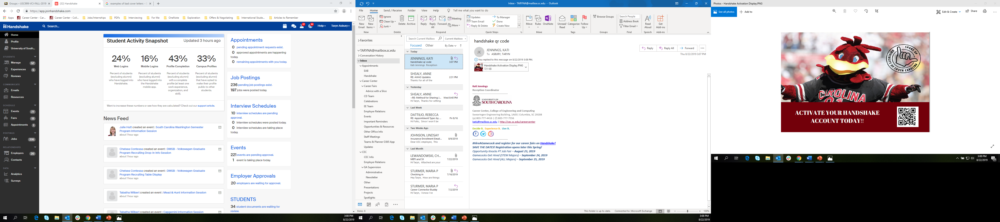 Groups – USC999-VCI-FALL-2019
(32) Handshake
examples of bad cover letters -
https://app.joinhandshake.com
Apps
Career Center - Car...
Career Center - Coll...
Jobs/Internships
PDFs
Interviewing
For Me
OneNote
Exploration
Offers & Negotiating
International Stude...
Articles to Remember
Handshake
Search...
27
32
Help
Taryn Asbury
Home
Profile
University of South...
STUDENTS
Manage 57
Experiences 5
Reviews
COMMUNICATE
Emails
Resources
SCHEDULE
Events 77
Fairs 13
Appointments 1
POSTINGS
Jobs 235
RELATIONSHIPS
Employers 20
Contacts
DATA
Analytics
Surveys
Student Activity Snapshot
Updated 3 hours ago
24% 16% 43% 33%
Web Logins Mobile Logins Profile Completion Campus Profiles
Percent of students
(excluding alumni)
who have logged into
Handshake.
Percent of students
(excluding alumni)
who have logged into
the Handshake
mobile app.
Percent of students
(excluding alumni)
with a complete
profile (at least one
work experience,
organization, and
skill).
Percent of students
(excluding alumni)
that have opted to
make their profile
public to other
students.
Want to increase these numbers or see how they are calculated? Check out our support article.
News Feed
Julie Hutt created an event : South Carolina Washington Semester
Program Information Session
about 1 hour ago
Chelsea Contessa created an event : DMSB - Volkswagen Graduate
Program Recruiting Drop-In Info Session
about 1 hour ago
Chelsea Contessa created an event : DMSB - Volkswagen Graduate
Program Recruiting Table Display
about 1 hour ago
Tabatha Wilbert created an event : Mead & Hunt Information Session
about 1 hour ago
Tabatha Wilbert created an event : Capgemini Information Session
Appointments
0 pending appointment requests exist.
0 approved appointments are happening
today.
0 remaining appointments with you today.
Job Postings
236 pending job postings exist.
197 jobs were posted today.
Interview Schedules
10 interview schedules are pending
approval.
0 interview schedules were posted today.
0 interview schedules are taking place
today.
Events
221 events are pending approval.
1 event is taking place today.
Employer Approvals
20 employers are waiting for approval.
STUDENTS
34 student documents are waiting for
review.
3:08 PM
8/22/2019
Inbox - TARYNA@mailbox.sc.edu - Outlook
File Home Send / Receive Folder View Help Tell me what you want to do
New
Email
New
Items
New
Ignore
Clean Up
Junk
Delete Archive
Delete
Reply Reply
All
Forward
Meeting
More
Respond
Updates
Team Email
Reply & Delete
To Manager
Done
Create New
Quick Steps
Move Rules OneNote
Move
Unread/
Read
Categorize Follow
Up
Tags
Browse Groups
Groups
Search People
Address Book
Filter Email
Find
Read
Aloud
Speech
Get
Add-ins
Add-ins
Favorites
TARYNA@mailbox.sc.edu
Conversation History
Inbox
Appointments
EAB
Handshake
Career Center
Career Fairs
Advice with a Slice
CD Team
Celebrations
EE Team
Employer Relations
Events
Important Reminders
Opportunities & Resources
Other Office Info
Staff Meetings
Teams & Planner O365 App
Updates
CEC
CEC Info
Employer Relations
GA Supervision
Administrative
Newsletter
Other
Presentations
Projects
Spotlights
Items: 8
Search Current Mailbox
Current Mailbox
Focused Other By Date
Today
JENNINGS, KATI
handshake qr code 3:07 PM
Kati Jennings Reception
SHEALY, ANNE
RE: AWAS Updates 2:31 PM
Thanks for all of the
Yesterday
SHEALY, ANNE
~RE: Method for Sharing J... Wed 8:40 PM
Hi Taryn, Thanks for setting
Last Week
DATTILIO, REBECCA
RE: Appointment Types by ... Fri 8/16
Hi Folks, Since I won't be
Two Weeks Ago
JOHNSON, LINDSAY
Insurance Enrollment Email... 8/9/2019
Dear USC employee, This
Last Month
LEWANDOWSKI, CH...
MBTI and SII 7/22/2019
Hi Taryn, Attached are your
STURMER, MARIA P
Checking in 7/16/2019
Hey Taryn, How are things
STURMER, MARIA P
Career Connector Buddy 7/2/2019
Hi Taryn, I know I've
handshake qr code
JK
JENNINGS, KATI
To ASBURY, TARYN
Reply Reply All Forward
Thu 8/22/2019 3:07 PM
You replied to this message on 8/22/2019 3:08 PM.
Handshake Activation Display.PNG
721 KB
Kati Jennings
Reception Coordinator
UNIVERSITY OF
SOUTH CAROLINA
Career Center, College of Engineering and Computing
Swearingen Engineering Building, 1A03| Columbia, SC 29208
(p) 803-777-4416 | (f) 803-777-7556
katij@mailbox.sc.edu | http://cec.sc.edu/careercenter
Decide it. Experience it. Live it.
#HireAGamecock and register for our career fairs on Handshake!
SAVE THE DATES! Registration opens later this Spring!
Opportunity Knocks PT Job Fair – August 23, 2019
Gamecocks Get Hired (STEM Majors) – September 24, 2019
Gamecocks Get Hired (ALL Majors) – September 25, 2019
This folder is up to date. Connected to: Microsoft Exchange 100%
3:08 PM
8/22/2019
Photos - Handshake Activation Display.PNG
See all photos
Add to
Edit & Create
Share
SPURS UP
UNIVERSITY OF SOUTH CAROLINA
CAROLINA
ACTIVATE YOUR HANDSHAKE
ACCOUNT TODAY!!
3:08 PM
8/22/2019
21